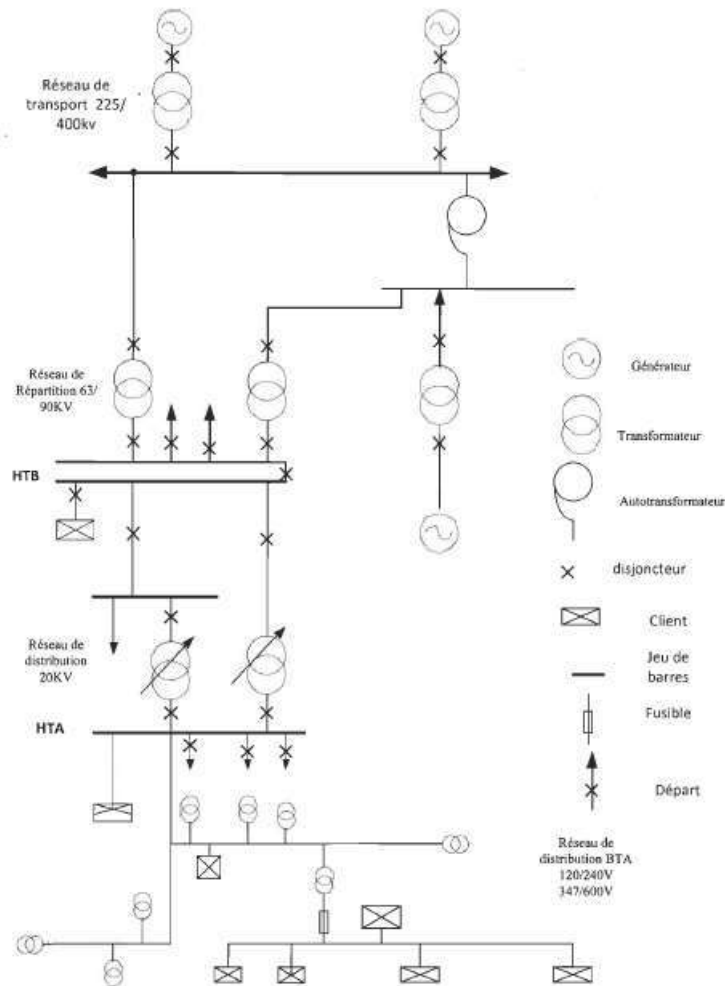 Réseau de
transport 225/
400kv
Réseau de
Répartition 63/
90KV
HTB
Réseau de
distribution
20KV
HTA
Générateur
Transformateur
Autotransformateur
disjoncteur
Client
Jeu de
barres
Fusible
Départ
Réseau de
distribution BTA
120/240V
347/600V